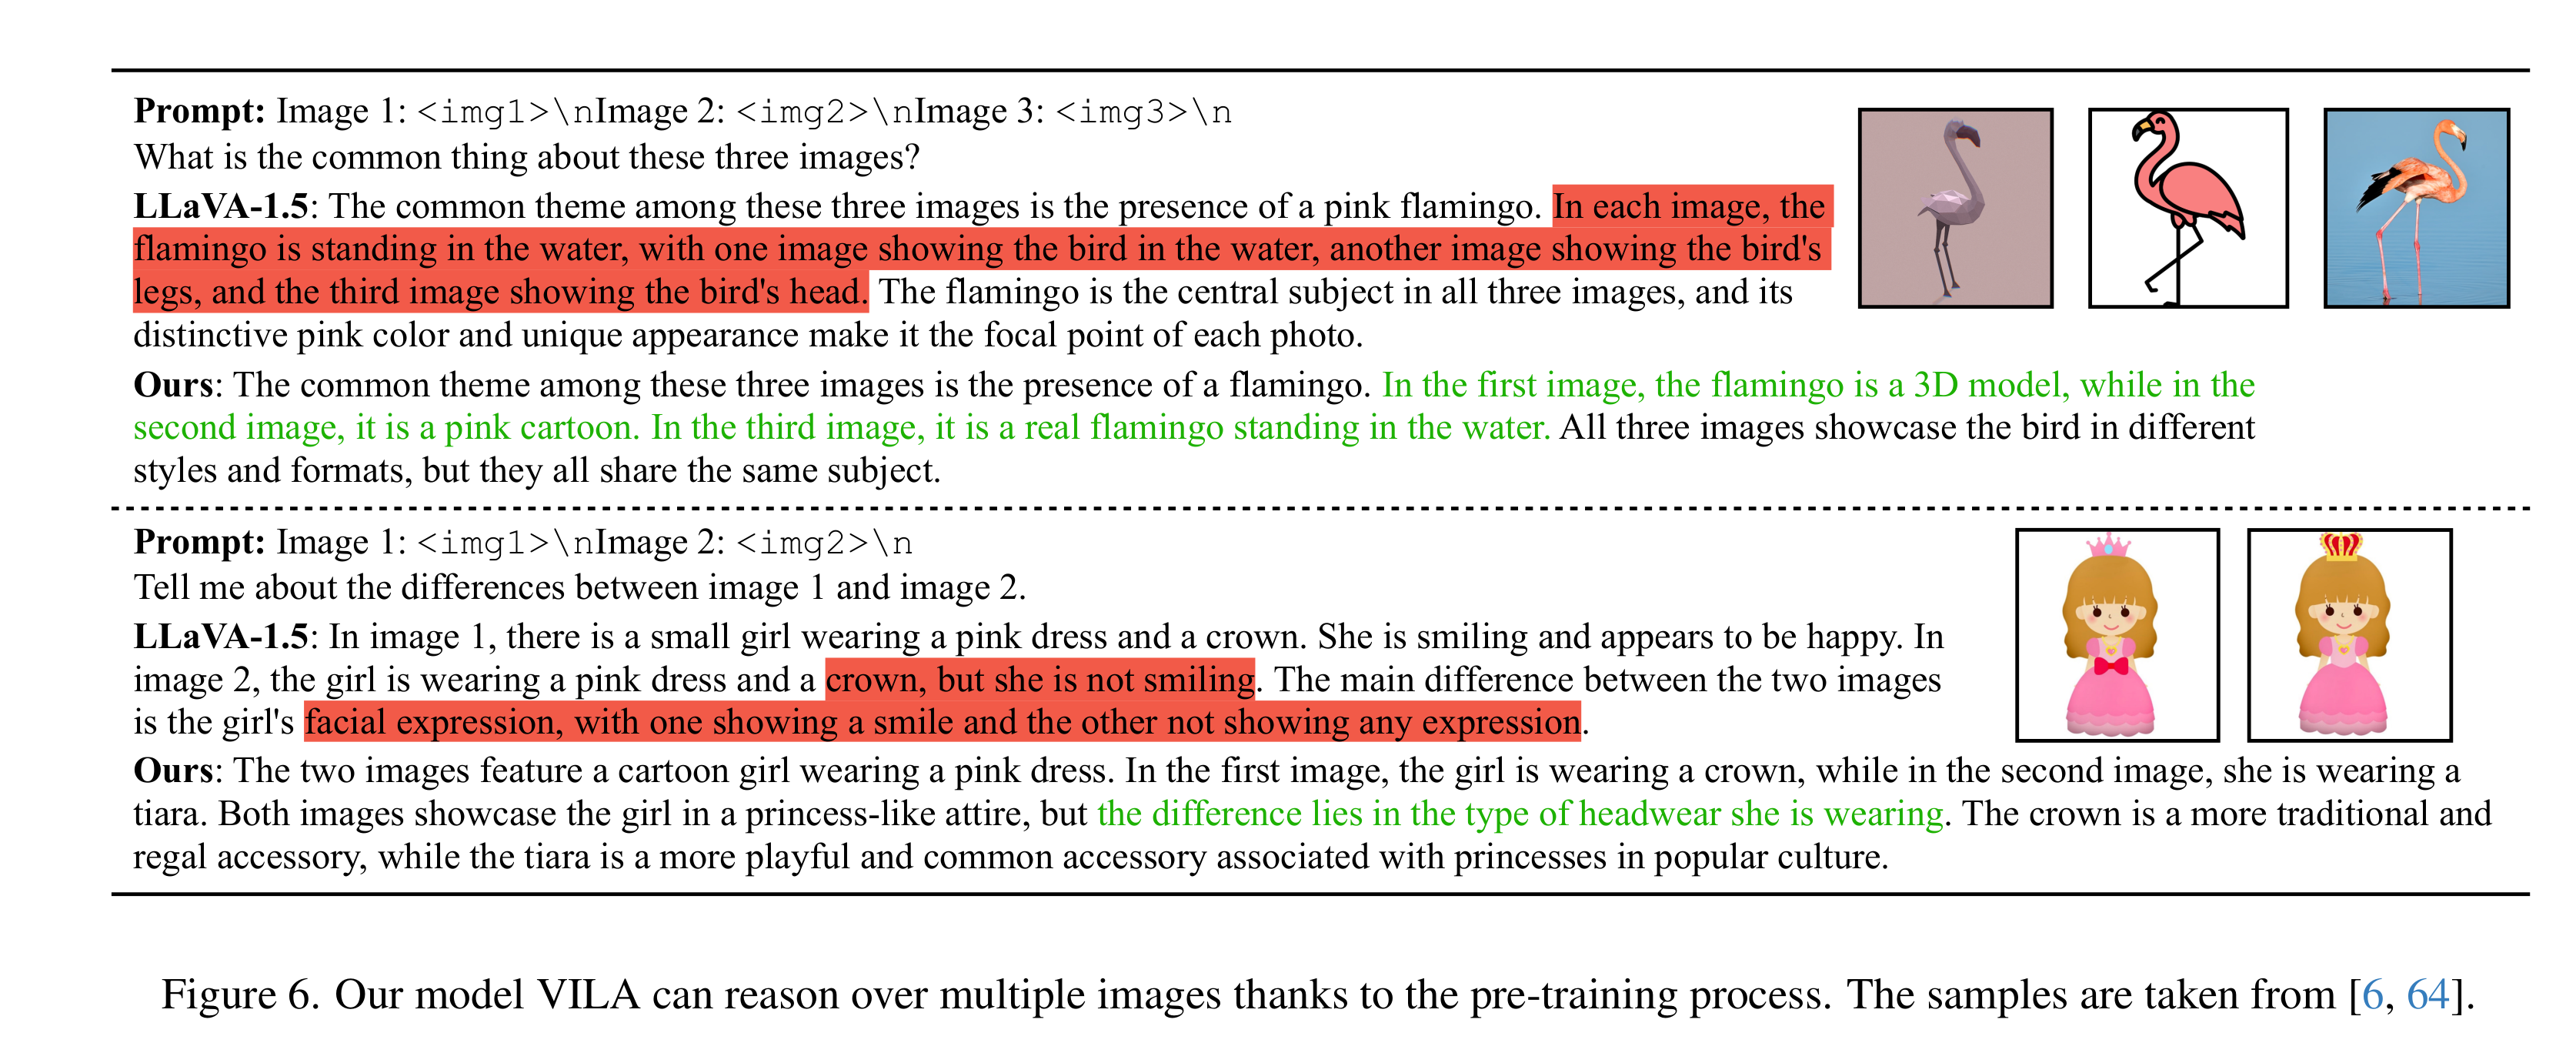 Prompt: Image 1: <img1>\nImage 2: <img2>\nImage 3: <img3>\n
What is the common thing about these three images?
LLaVA-1.5: The common theme among these three images is the presence of a pink flamingo. In each image, the
flamingo is standing in the water, with one image showing the bird in the water, another image showing the bird's
legs, and the third image showing the bird's head. The flamingo is the central subject in all three images, and its
distinctive pink color and unique appearance make it the focal point of each photo.
Ours: The common theme among these three images is the presence of a flamingo. In the first image, the flamingo is a 3D model, while in the
second image, it is a pink cartoon. In the third image, it is a real flamingo standing in the water. All three images showcase the bird in different
styles and formats, but they all share the same subject.
Prompt: Image 1: <img1>\nImage 2: <img2>\n
Tell me about the differences between image 1 and image 2.
LLaVA-1.5: In image 1, there is a small girl wearing a pink dress and a crown. She is smiling and appears to be happy. In
image 2, the girl is wearing a pink dress and a crown, but she is not smiling. The main difference between the two images
is the girl's facial expression, with one showing a smile and the other not showing any expression.
Ours: The two images feature a cartoon girl wearing a pink dress. In the first image, the girl is wearing a crown, while in the second image, she is wearing a
tiara. Both images showcase the girl in a princess-like attire, but the difference lies in the type of headwear she is wearing. The crown is a more traditional and
regal accessory, while the tiara is a more playful and common accessory associated with princesses in popular culture.
Figure 6. Our model VILA can reason over multiple images thanks to the pre-training process. The samples are taken from [6, 64].